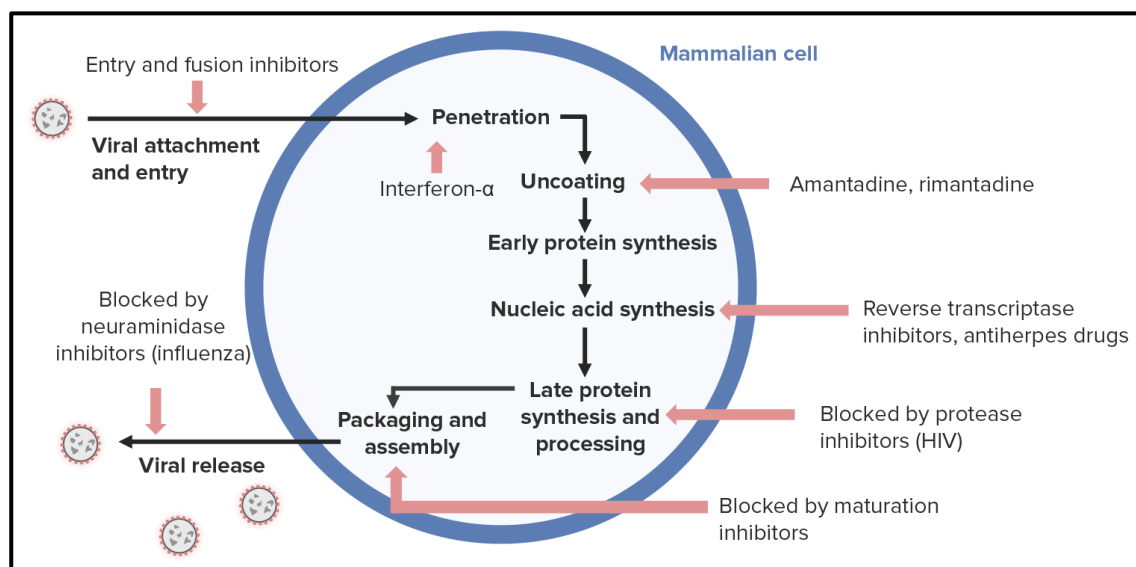 Mammalian cell
Entry and fusion inhibitors
Viral attachment
and entry
Penetration
Interferon-α
Uncoating
Amantadine, rimantadine
Early protein synthesis
Nucleic acid synthesis
Reverse transcriptase
inhibitors, antiherpes drugs
Late protein
synthesis and
processing
Blocked by protease
inhibitors (HIV)
Packaging and
assembly
Blocked by maturation
inhibitors
Blocked by
neuraminidase
inhibitors (influenza)
Viral release